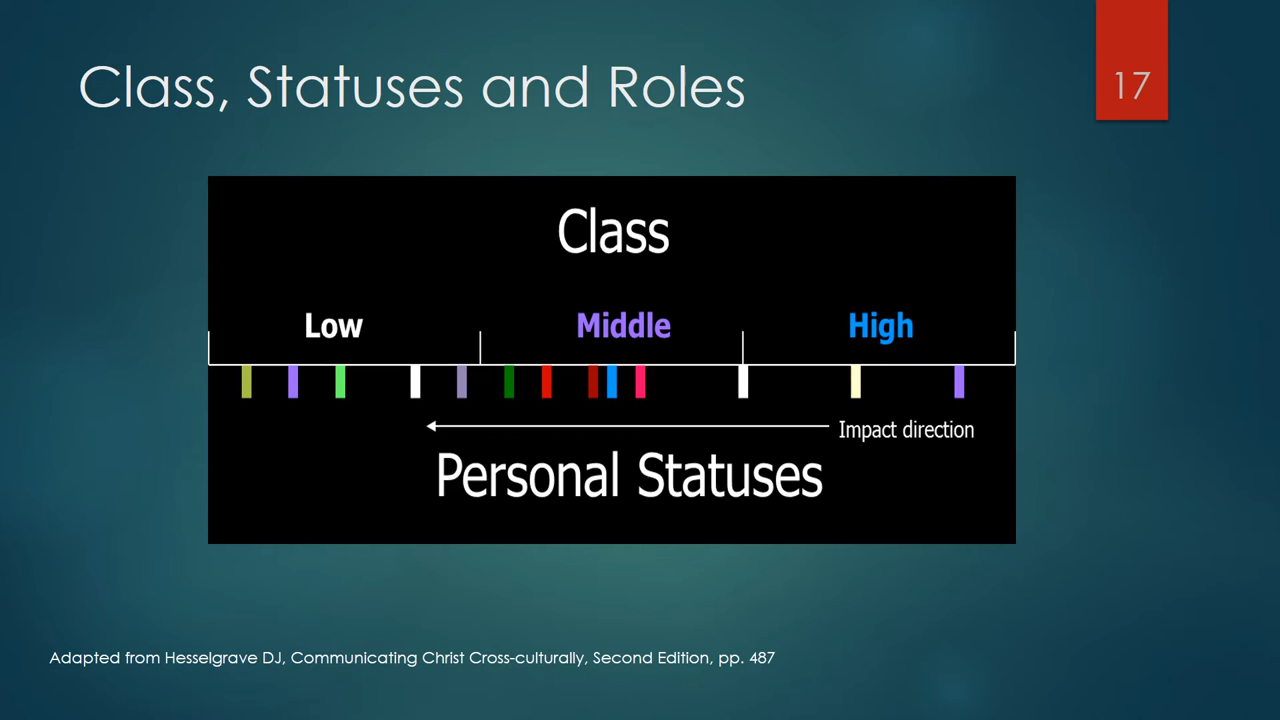 Class, Statuses and Roles
17
Class
Low Middle High
Impact direction
Personal Statuses
Adapted from Hesselgrave DJ, Communicating Christ Cross-culturally, Second Edition, pp. 487